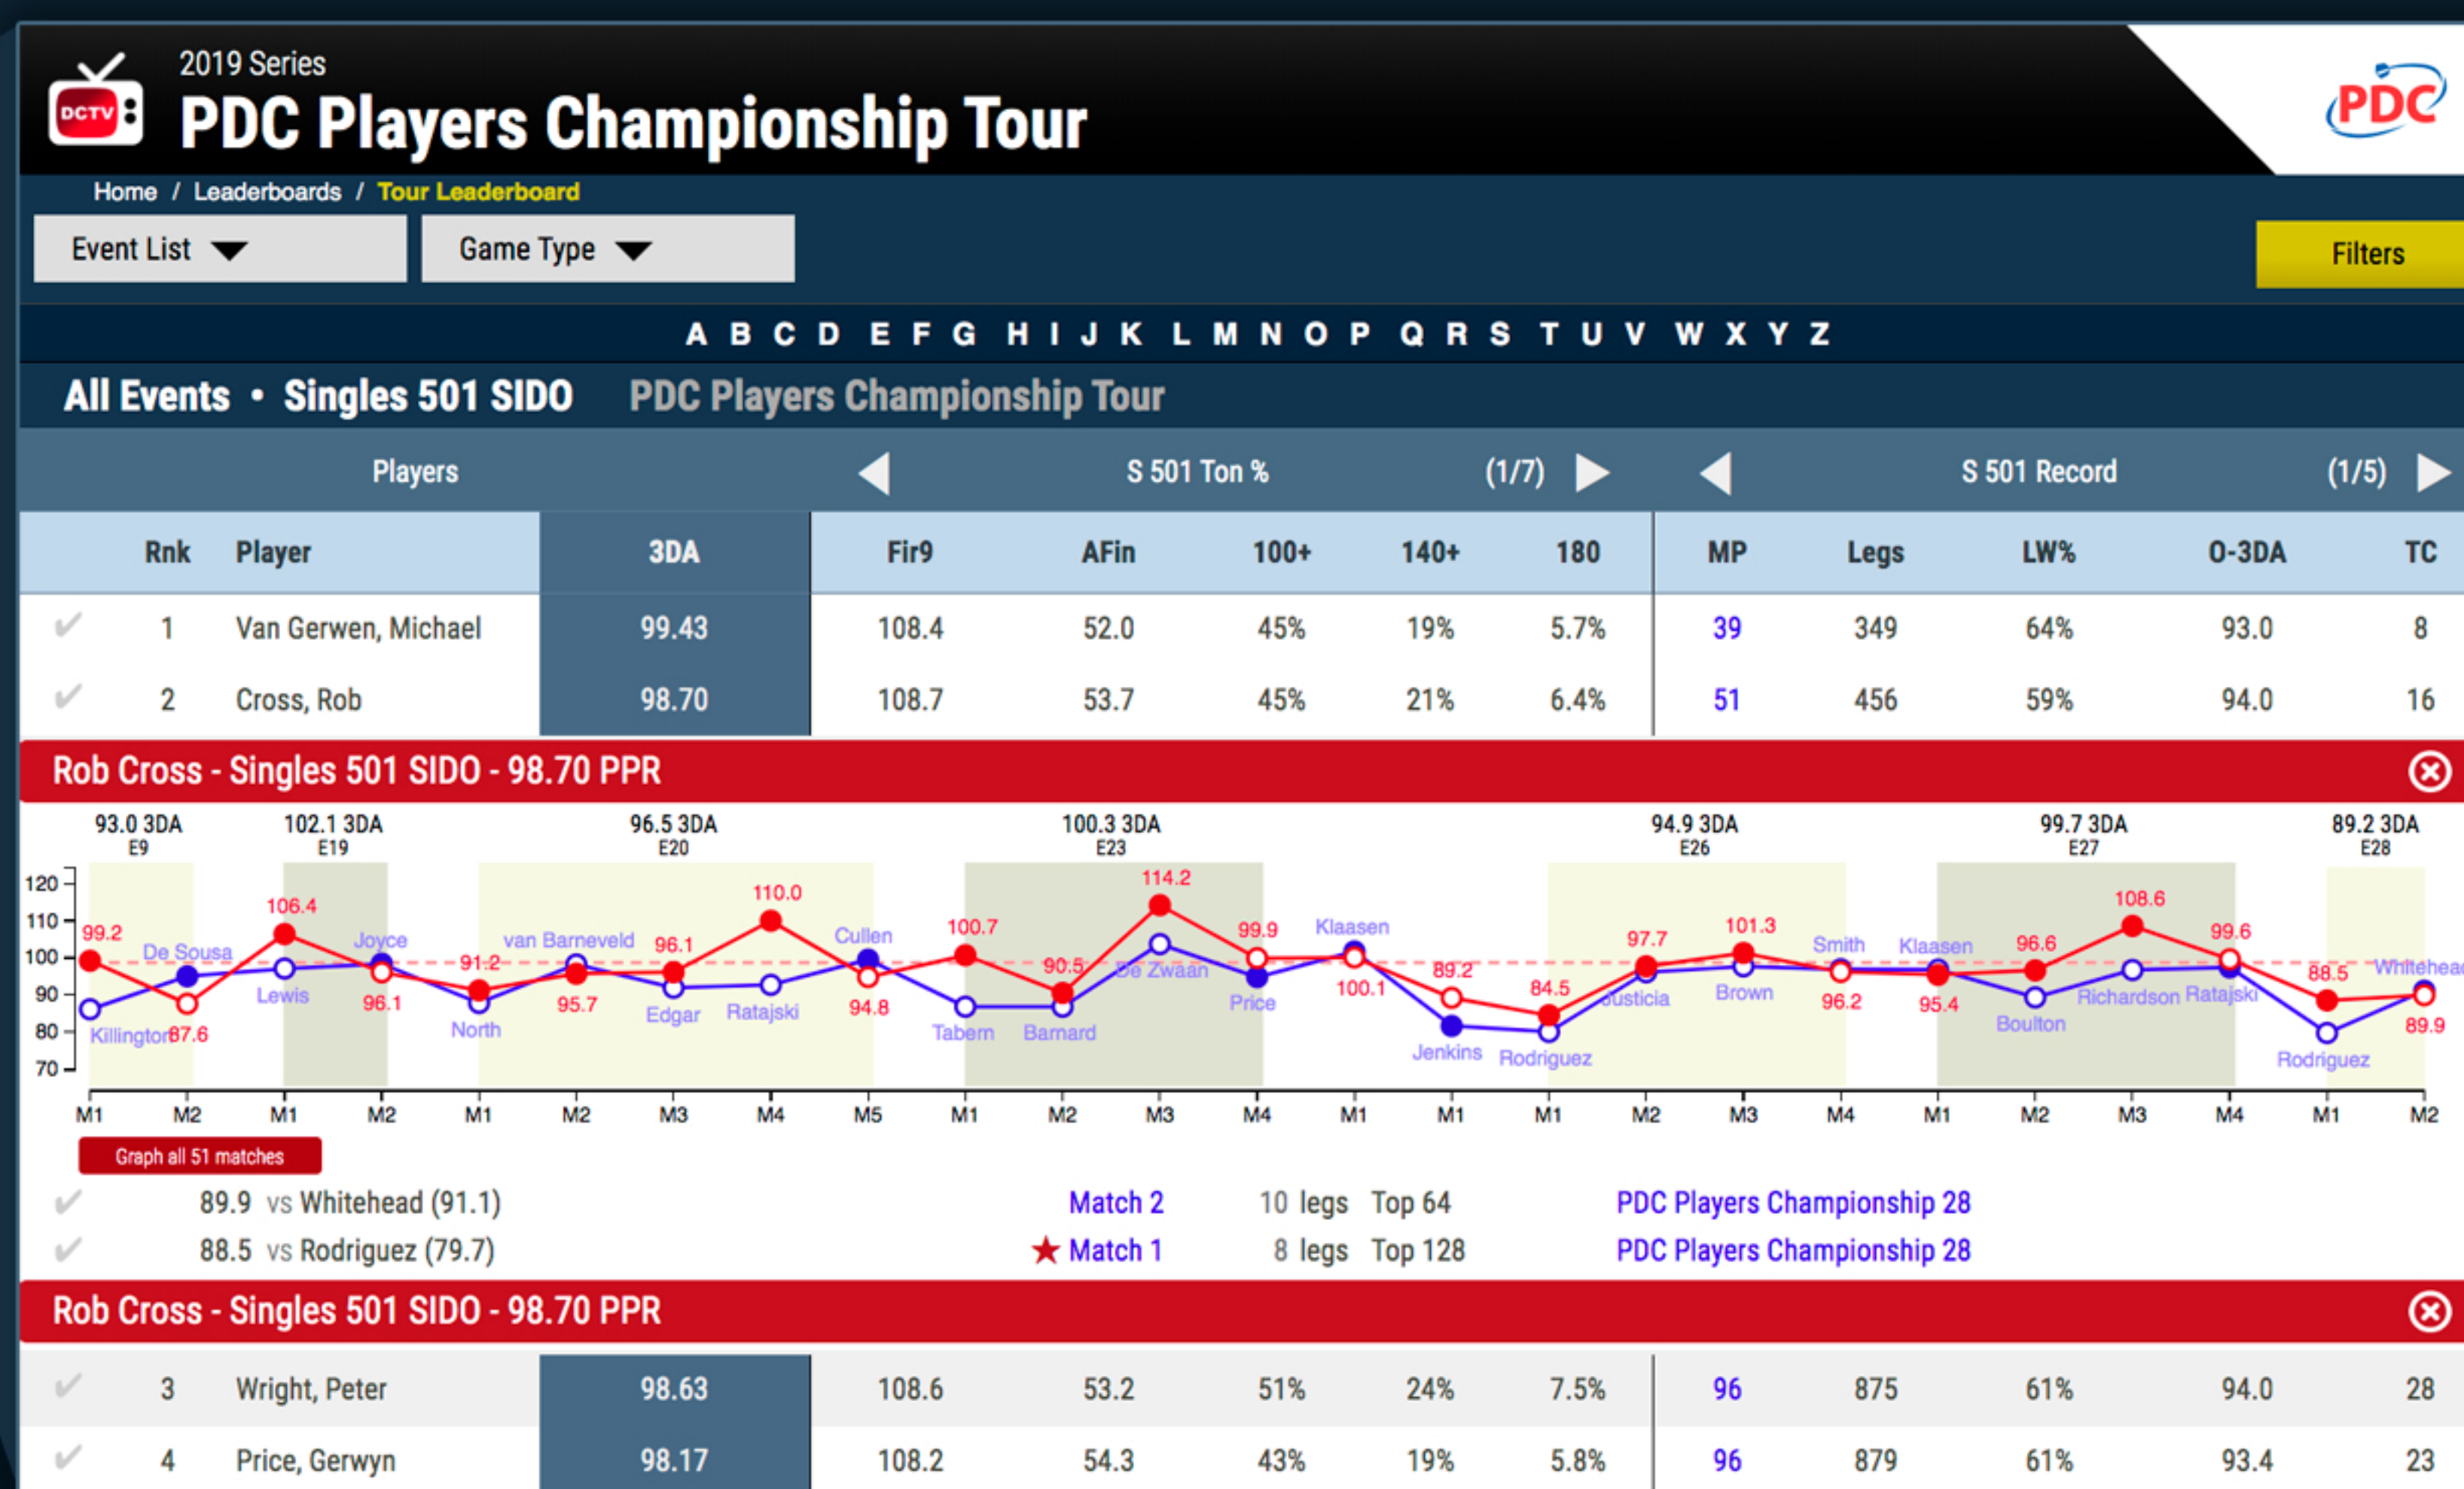 2019 Series
DCTV
PDC Players Championship Tour
PDC
Home / Leaderboards / Tour Leaderboard
Event List
Game Type
Filters
A B C D E F G H I J K L M N O P Q R S T U V W X Y Z
All Events • Singles 501 SIDO PDC Players Championship Tour
Players S 501 Ton % (1/7) S 501 Record (1/5)
Rnk Player 3DA Fir9 AFin 100+ 140+ 180 MP Legs LW% O-3DA TC
1 Van Gerwen, Michael 99.43 108.4 52.0 45% 19% 5.7% 39 349 64% 93.0 8
2 Cross, Rob 98.70 108.7 53.7 45% 21% 6.4% 51 456 59% 94.0 16
Rob Cross - Singles 501 SIDO - 98.70 PPR
93.0 3DA 102.1 3DA 96.5 3DA 100.3 3DA 94.9 3DA 99.7 3DA 89.2 3DA
E9 E19 E20 E23 E26 E27 E28
120
110
100
90
80
70
99.2 87.6 106.4 96.1 91.2 95.7 96.1 110.0 94.8 100.7 90.5 114.2 99.9 100.1 89.2 84.5 97.7 101.3 96.2 95.4 96.6 108.6 99.6 88.5 89.9
Killington De Sousa Lewis Joyce North van Barneveld Edgar Ratajski Cullen Tabern Barnard De Zwaan Price Klaasen Jenkins Rodriguez Justicia Brown Smith Klaasen Boulton Richardson Ratajski Rodriguez Whitehead
M1 M2 M1 M2 M1 M2 M3 M4 M5 M1 M2 M3 M4 M1 M1 M1 M2 M3 M4 M1 M2 M3 M4 M1 M2
Graph all 51 matches
89.9 vs Whitehead (91.1) Match 2 10 legs Top 64 PDC Players Championship 28
88.5 vs Rodriguez (79.7) Match 1 8 legs Top 128 PDC Players Championship 28
Rob Cross - Singles 501 SIDO - 98.70 PPR
3 Wright, Peter 98.63 108.6 53.2 51% 24% 7.5% 96 875 61% 94.0 28
4 Price, Gerwyn 98.17 108.2 54.3 43% 19% 5.8% 96 879 61% 93.4 23